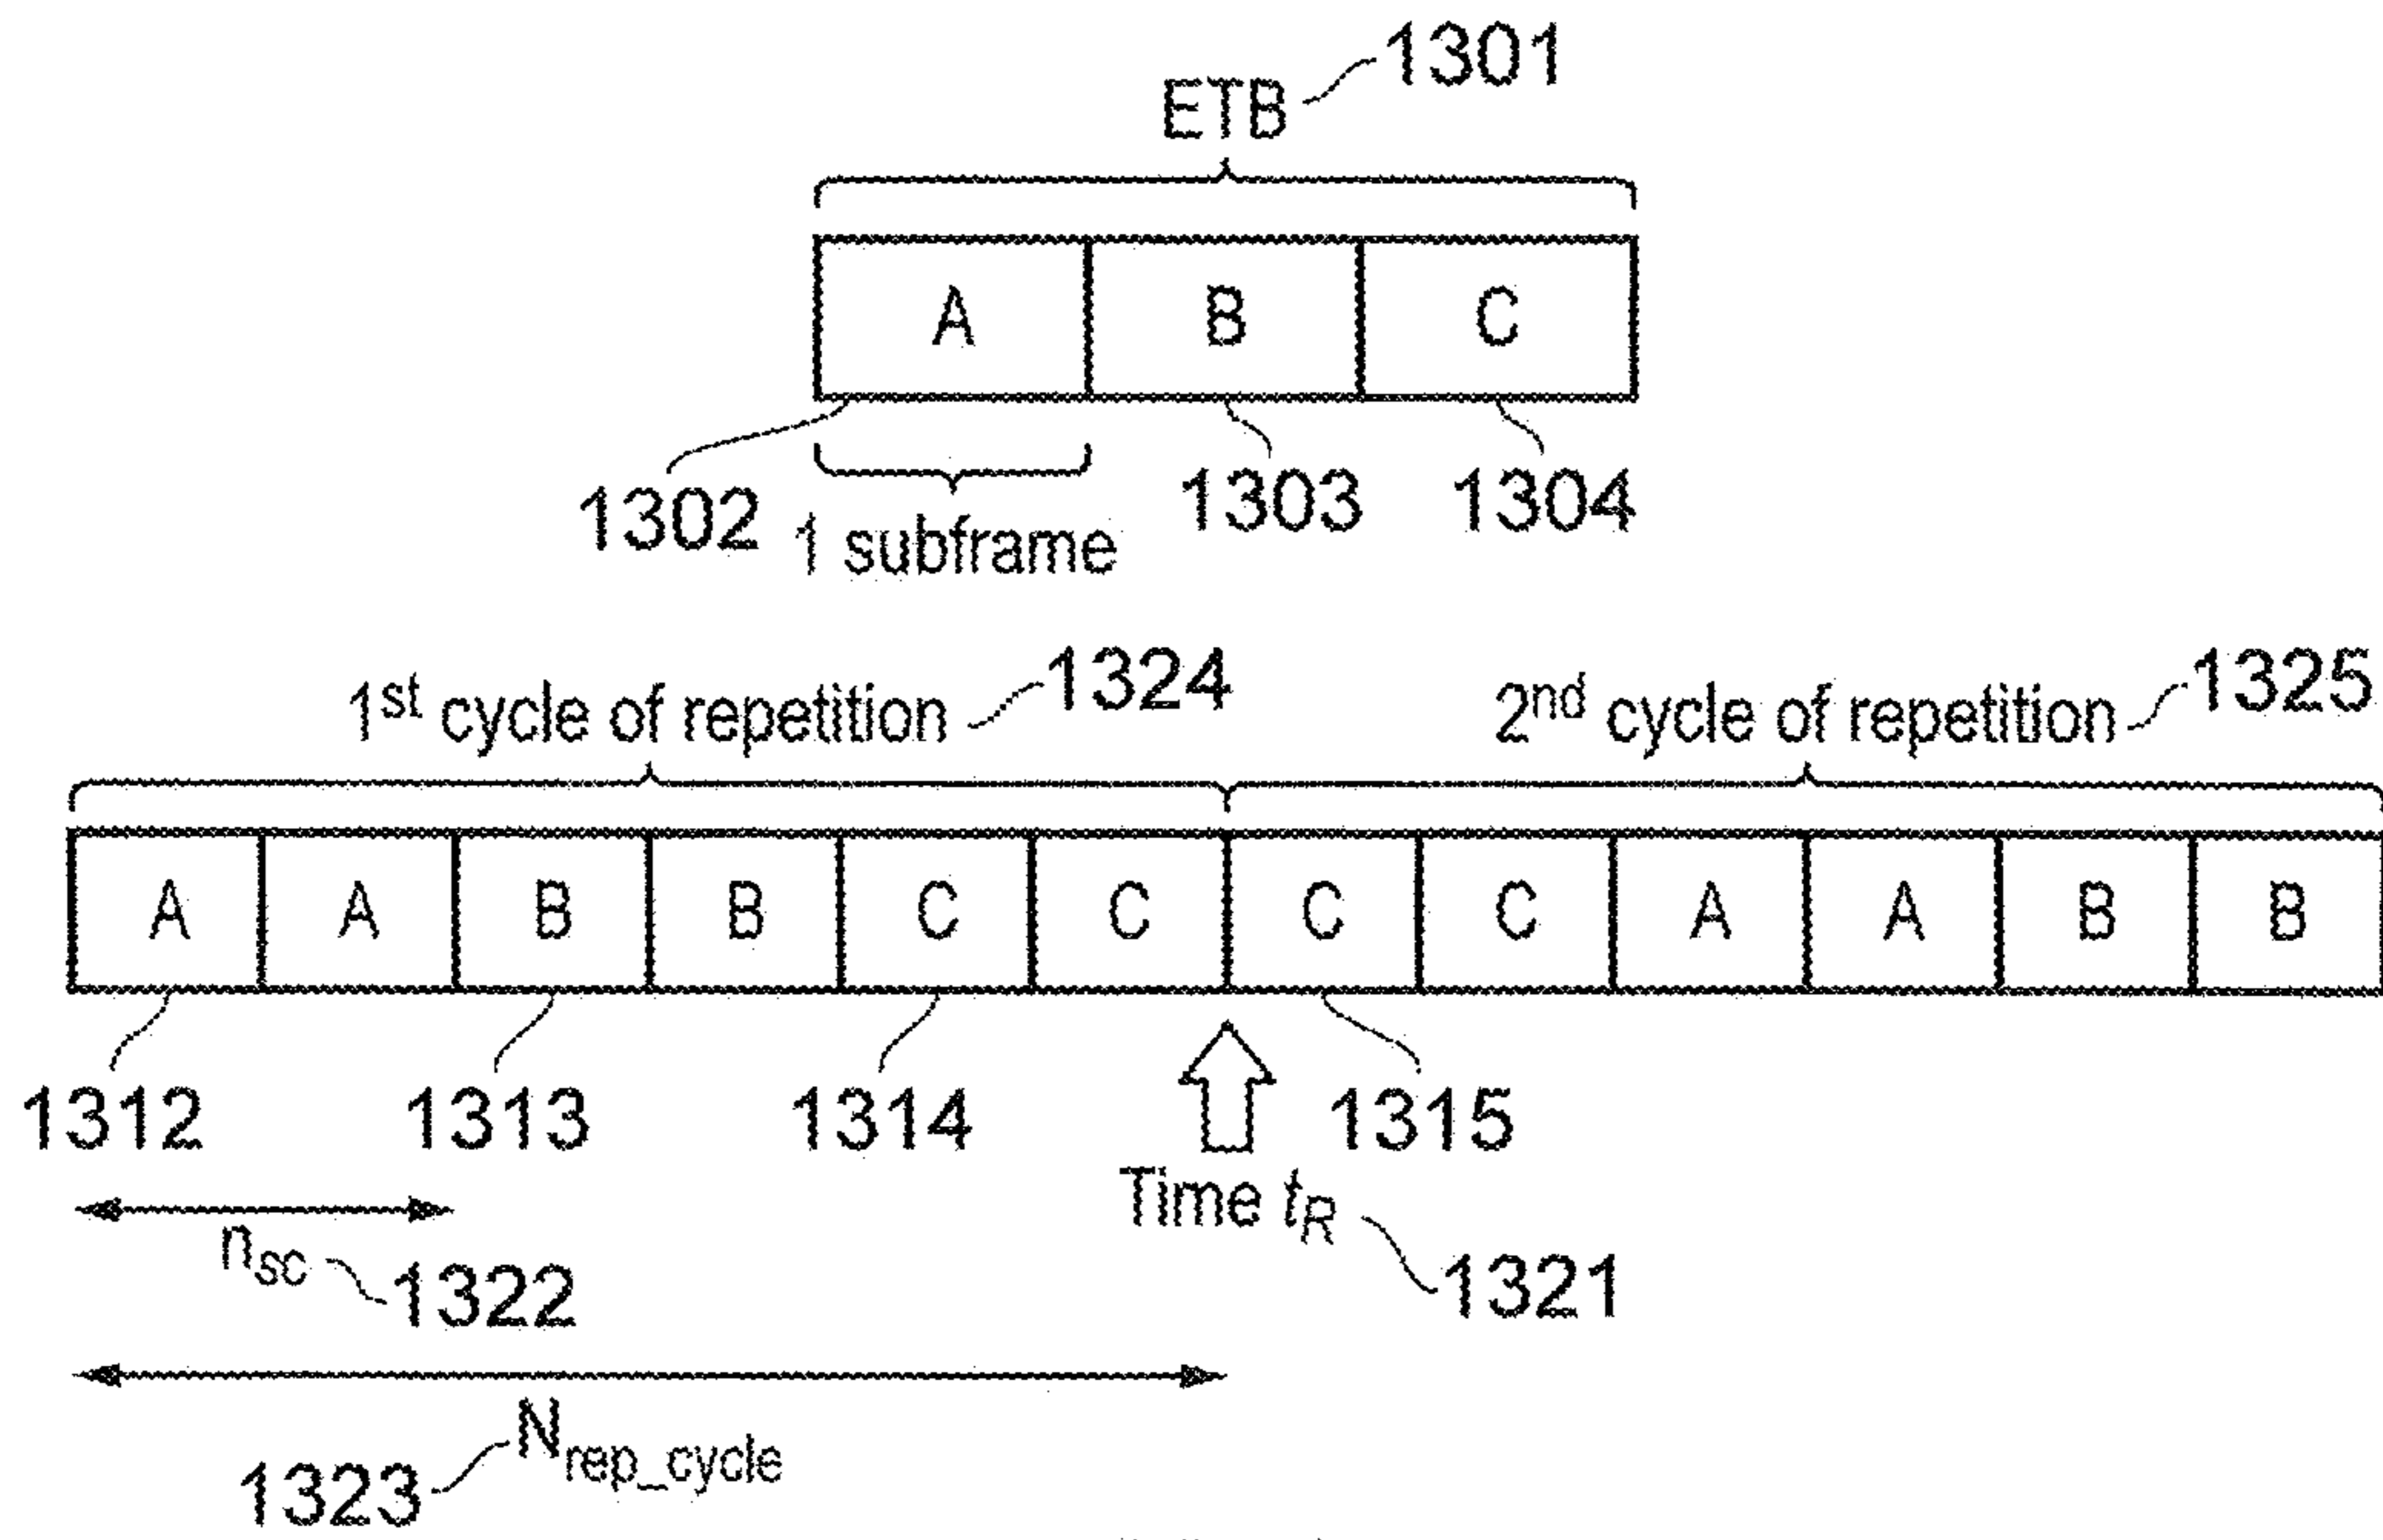 1301
ETB
A B C
1302 1303 1304
1 subframe
1st cycle of repetition 1324 2nd cycle of repetition 1325
A A B B C C C C A A B B
1312 1313 1314 1315
Time tR
nsc
1322 1321
Nrep_cycle
1323